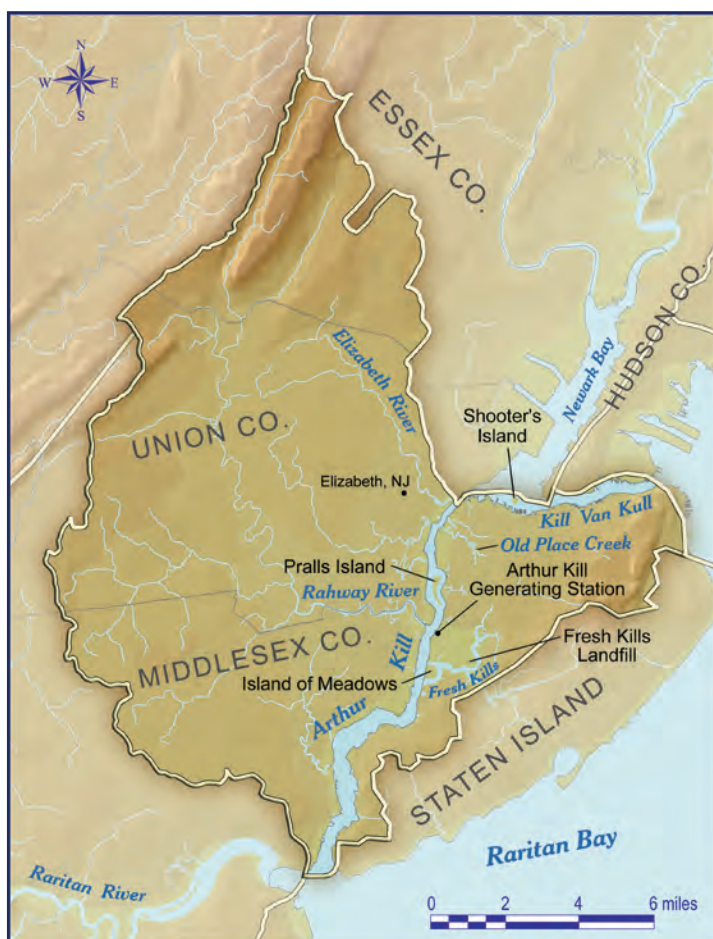 N
W E
S
ESSEX CO.
HUDSON CO.
Newark Bay
Elizabeth River
UNION CO.
Shooter's
Island
Elizabeth, NJ
Kill Van Kull
Old Place Creek
Pralls Island
Arthur Kill
Generating Station
Rahway River
MIDDLESEX CO.
Fresh Kills
Landfill
Island of Meadows
Fresh Kills
Arthur Kill
STATEN ISLAND
Raritan Bay
Raritan River
0 2 4 6 miles